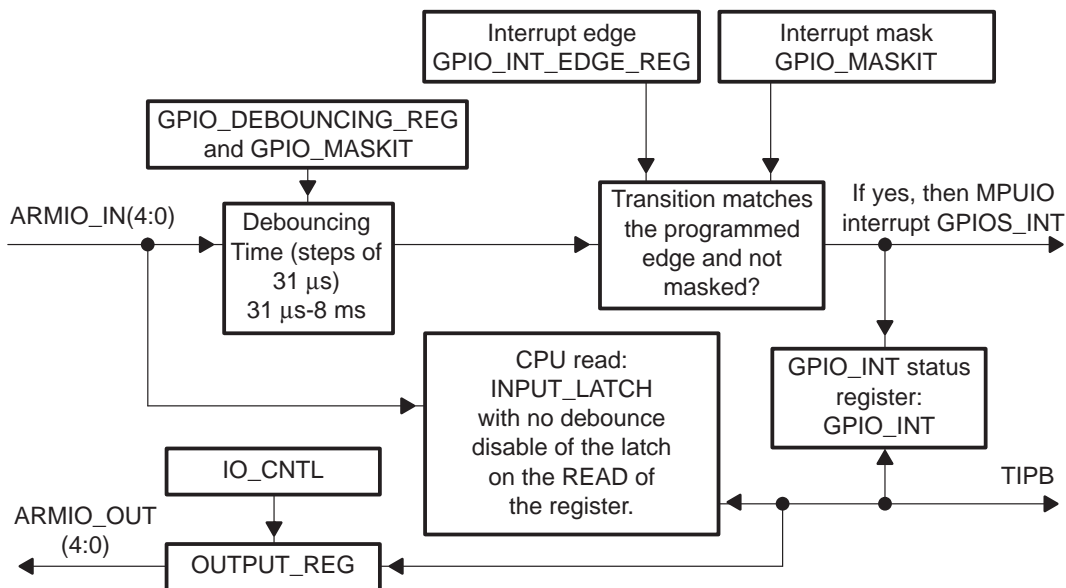 Interrupt edge
GPIO_INT_EDGE_REG
Interrupt mask
GPIO_MASKIT
GPIO_DEBOUNCING_REG
and GPIO_MASKIT
ARMIO_IN(4:0)
Debouncing
Time (steps of
31 μs)
31 μs-8 ms
Transition matches
the programmed
edge and not
masked?
If yes, then MPUIO
interrupt GPIOS_INT
CPU read:
INPUT_LATCH
with no debounce
disable of the latch
on the READ of
the register.
GPIO_INT status
register:
GPIO_INT
IO_CNTL
TIPB
ARMIO_OUT
(4:0)
OUTPUT_REG